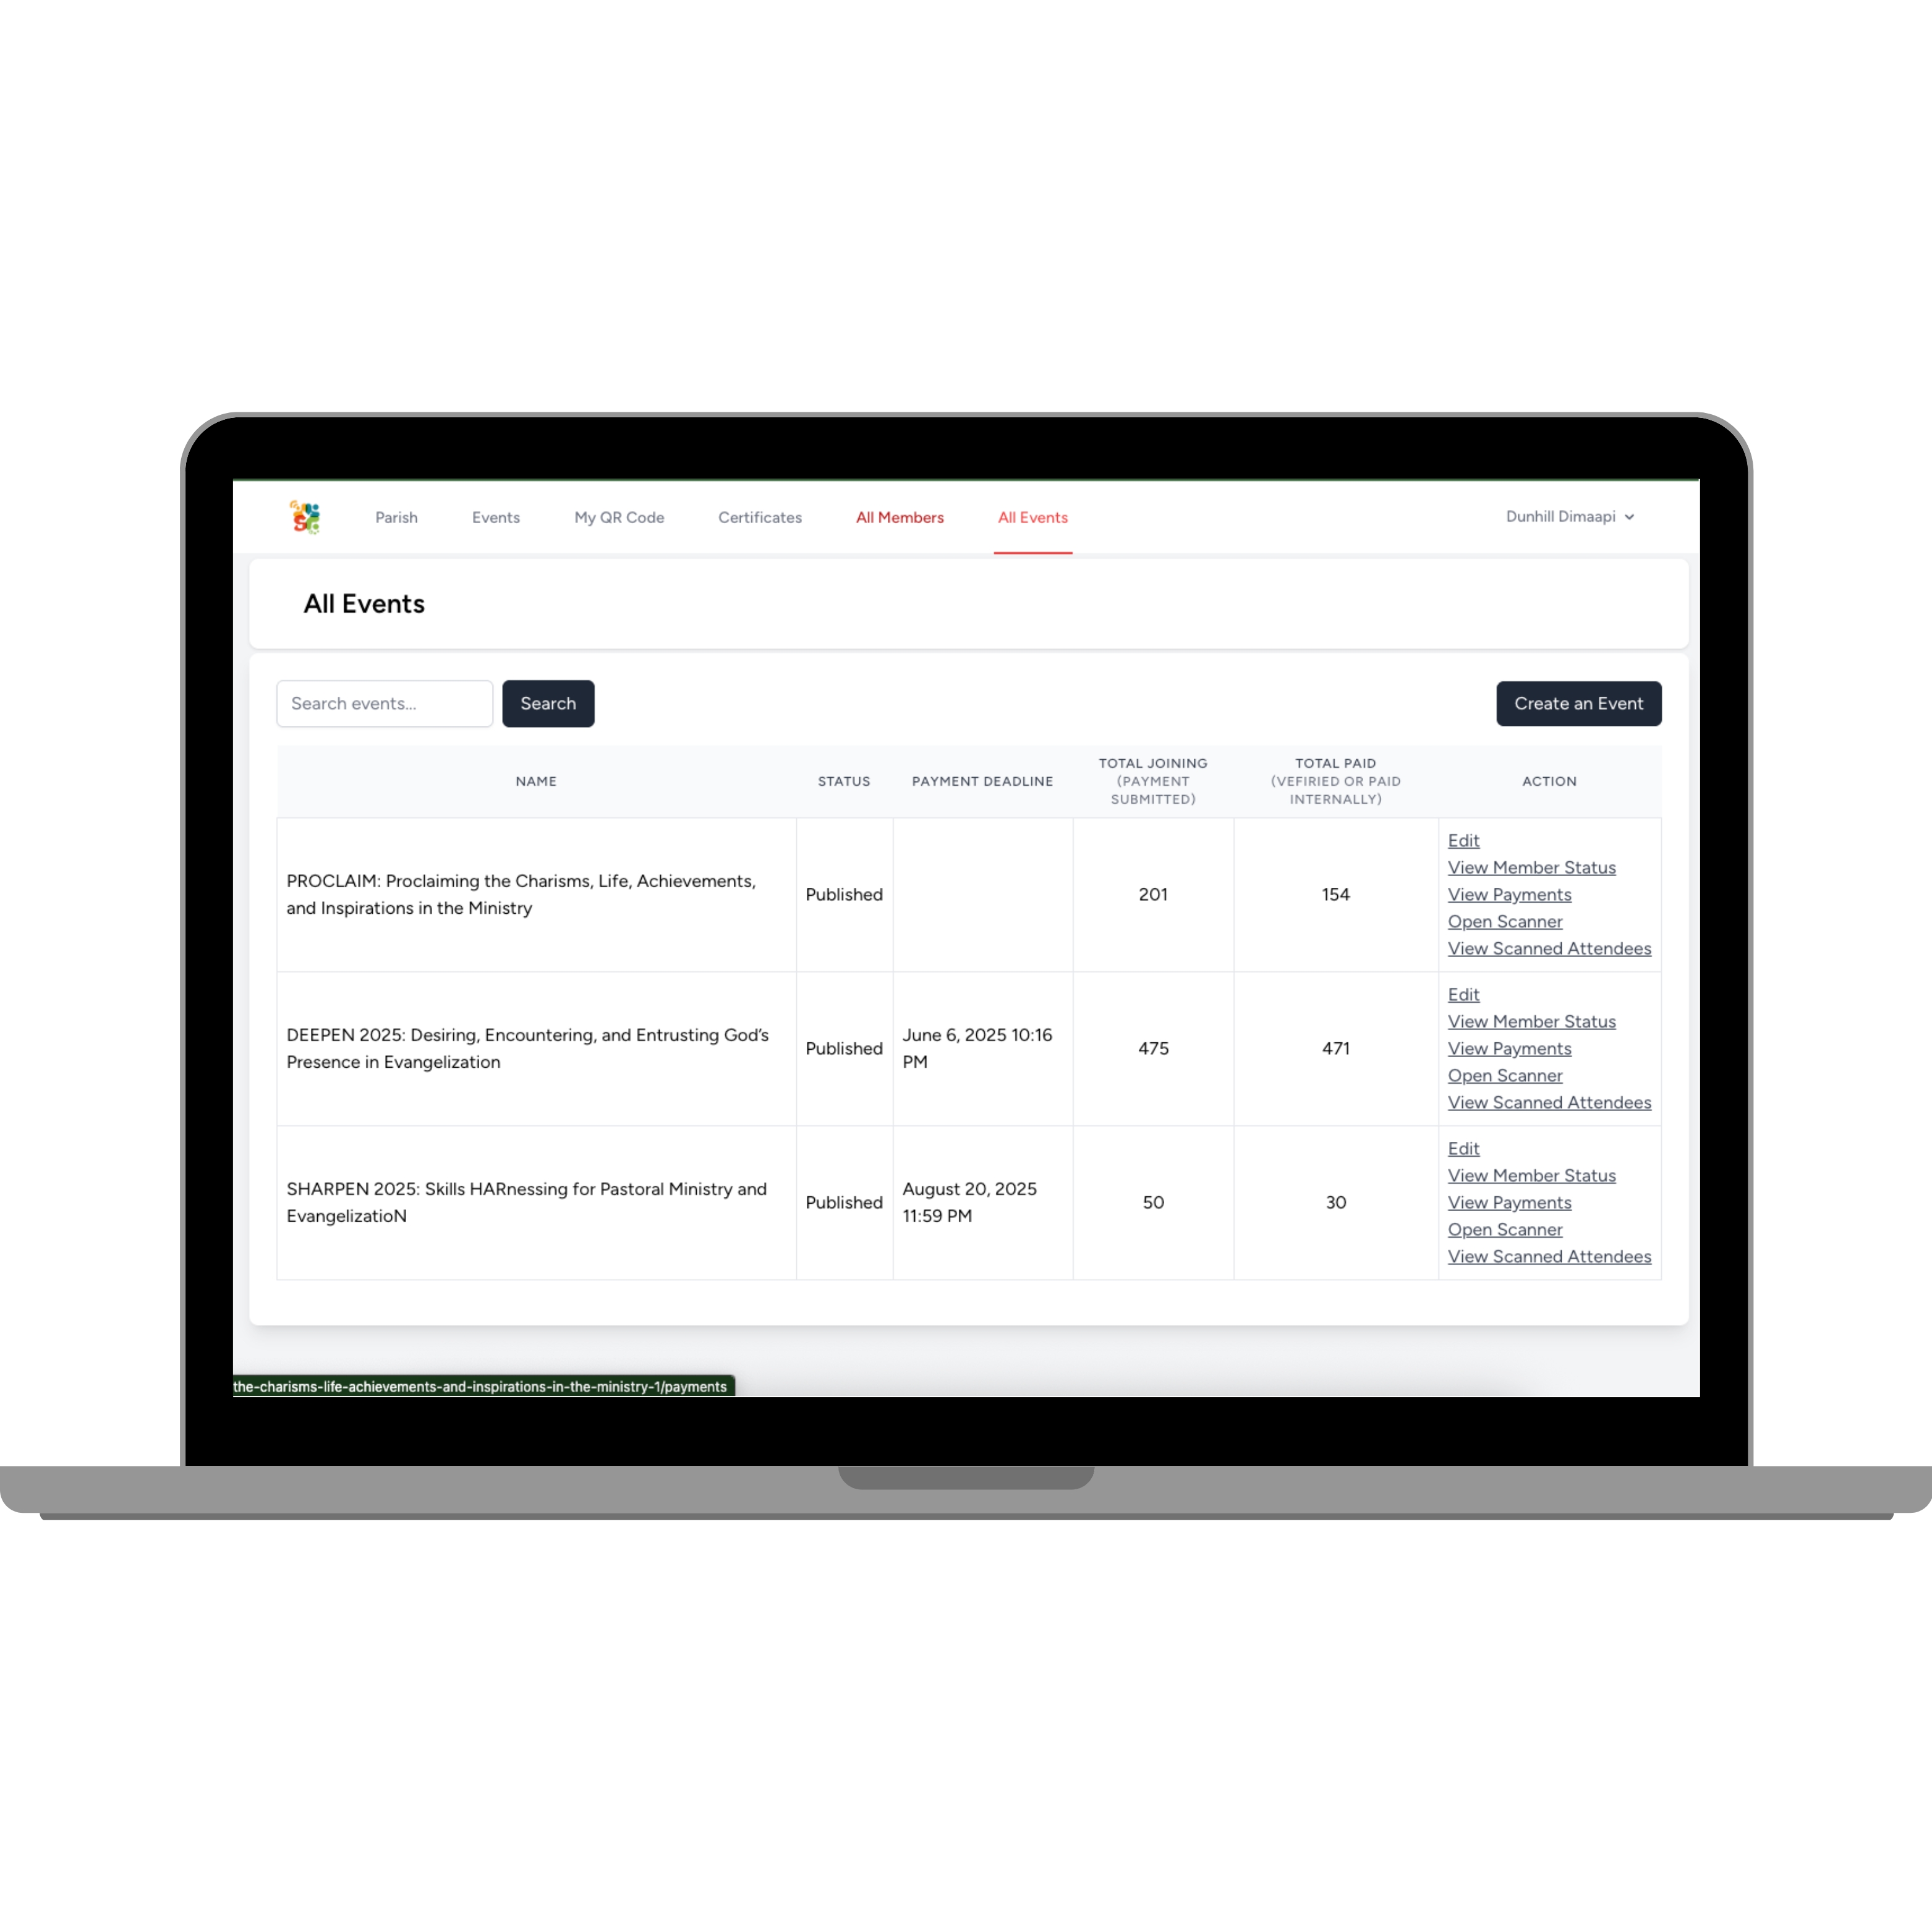 Parish
Events
My QR Code
Certificates
All Members
All Events
Dunhill Dimaapi
All Events
Search events...
Search
Create an Event
NAME
STATUS
PAYMENT DEADLINE
TOTAL JOINING
(PAYMENT
SUBMITTED)
TOTAL PAID
(VEFIRIED OR PAID
INTERNALLY)
ACTION
PROCLAIM: Proclaiming the Charisms, Life, Achievements,
and Inspirations in the Ministry
Published
201
154
Edit
View Member Status
View Payments
Open Scanner
View Scanned Attendees
DEEPEN 2025: Desiring, Encountering, and Entrusting God's
Presence in Evangelization
Published
June 6, 2025 10:16
PM
475
471
Edit
View Member Status
View Payments
Open Scanner
View Scanned Attendees
SHARPEN 2025: Skills HARnessing for Pastoral Ministry and
EvangelizatioN
Published
August 20, 2025
11:59 PM
50
30
Edit
View Member Status
View Payments
Open Scanner
View Scanned Attendees
the-charisms-life-achievements-and-inspirations-in-the-ministry-1/payments